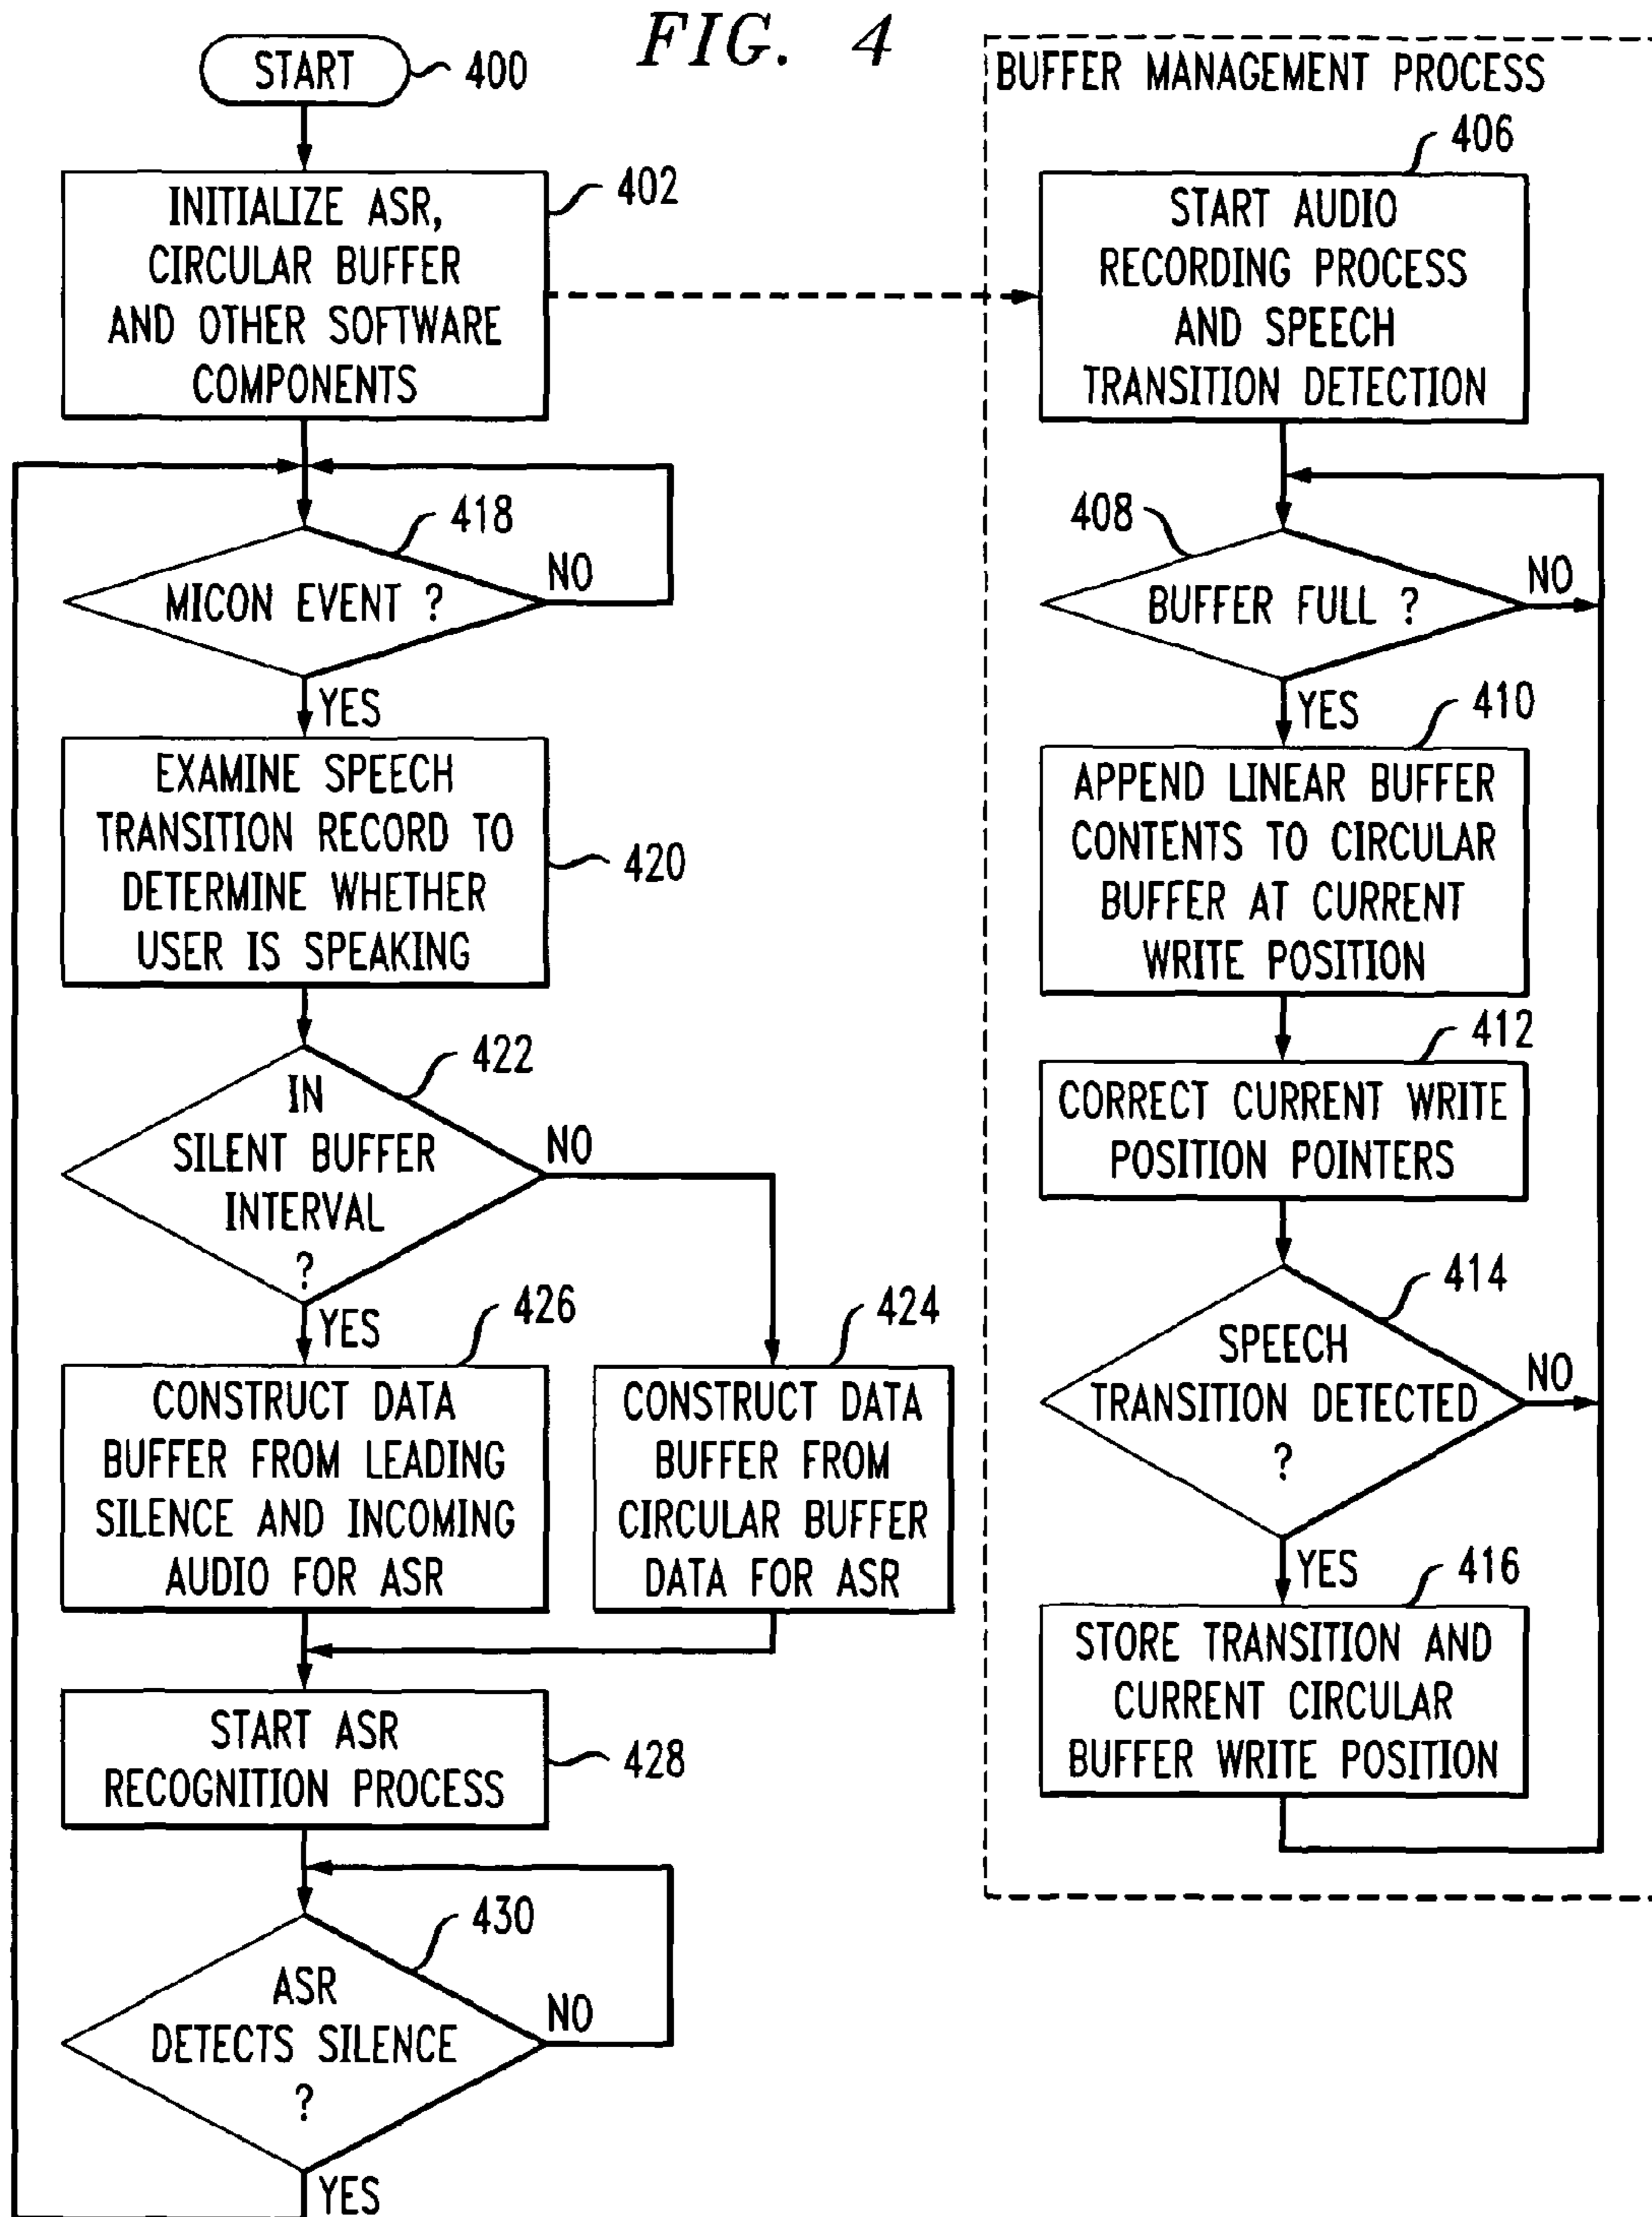 FIG. 4
START
400
INITIALIZE ASR,
CIRCULAR BUFFER
AND OTHER SOFTWARE
COMPONENTS
402
418
MICON EVENT ?
NO
YES
EXAMINE SPEECH
TRANSITION RECORD TO
DETERMINE WHETHER
USER IS SPEAKING
420
422
IN
SILENT BUFFER
INTERVAL
?
NO
YES
426
CONSTRUCT DATA
BUFFER FROM LEADING
SILENCE AND INCOMING
AUDIO FOR ASR
424
CONSTRUCT DATA
BUFFER FROM
CIRCULAR BUFFER
DATA FOR ASR
START ASR
RECOGNITION PROCESS
428
430
ASR
DETECTS SILENCE
?
NO
YES
BUFFER MANAGEMENT PROCESS
406
START AUDIO
RECORDING PROCESS
AND SPEECH
TRANSITION DETECTION
408
BUFFER FULL ?
NO
YES
410
APPEND LINEAR BUFFER
CONTENTS TO CIRCULAR
BUFFER AT CURRENT
WRITE POSITION
412
CORRECT CURRENT WRITE
POSITION POINTERS
414
SPEECH
TRANSITION DETECTED
?
NO
YES
416
STORE TRANSITION AND
CURRENT CIRCULAR
BUFFER WRITE POSITION